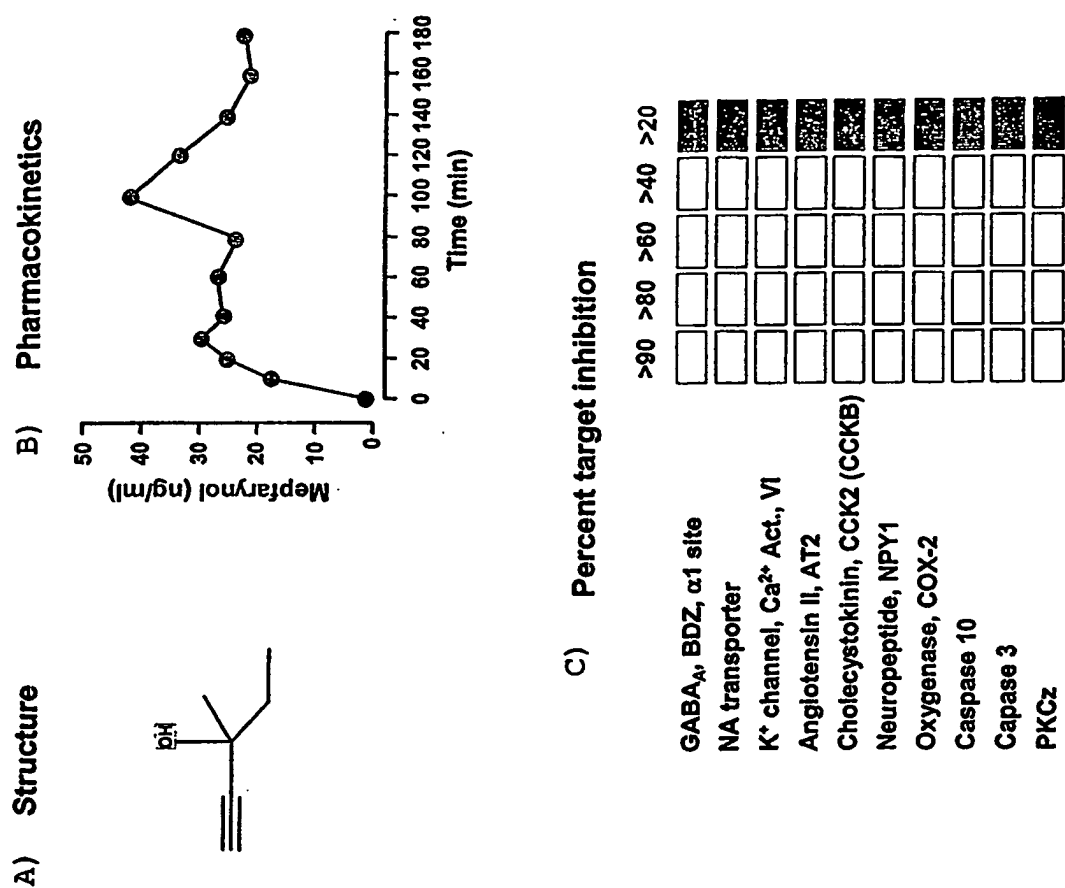 A) Structure
OH
B) Pharmacokinetics
Mepfarynol (ng/ml)
50
40
30
20
10
0
0 20 40 60 80 100 120 140 160 180
Time (min)
C) Percent target inhibition
>90 >80 >60 >40 >20
GABAA, BDZ, α1 site
NA transporter
K+ channel, Ca2+ Act., VI
Angiotensin II, AT2
Cholecystokinin, CCK2 (CCKB)
Neuropeptide, NPY1
Oxygenase, COX-2
Caspase 10
Capase 3
PKCz